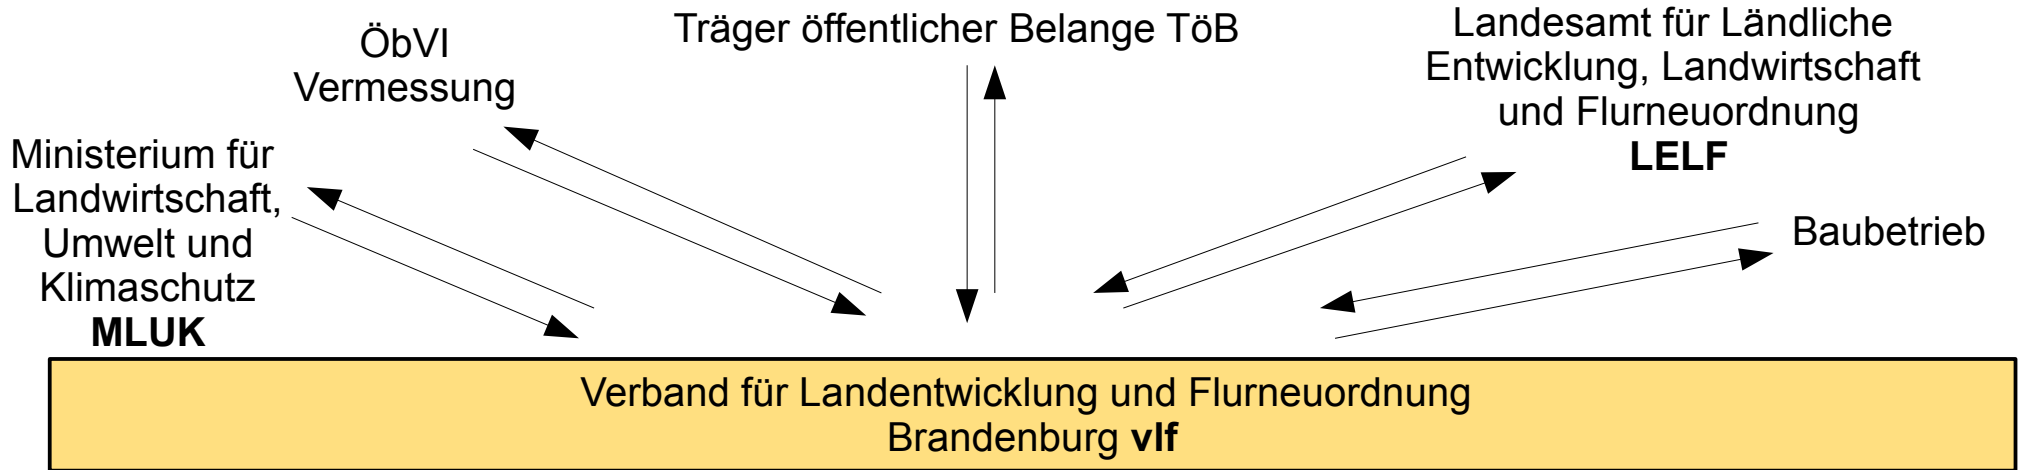 Ministerium für
Landwirtschaft,
Umwelt und
Klimaschutz
MLUK
ÖbVI
Vermessung
Träger öffentlicher Belange TöB
Landesamt für Ländliche
Entwicklung, Landwirtschaft
und Flurneuordnung
LELF
Baubetrieb
Verband für Landentwicklung und Flurneuordnung
Brandenburg vlf